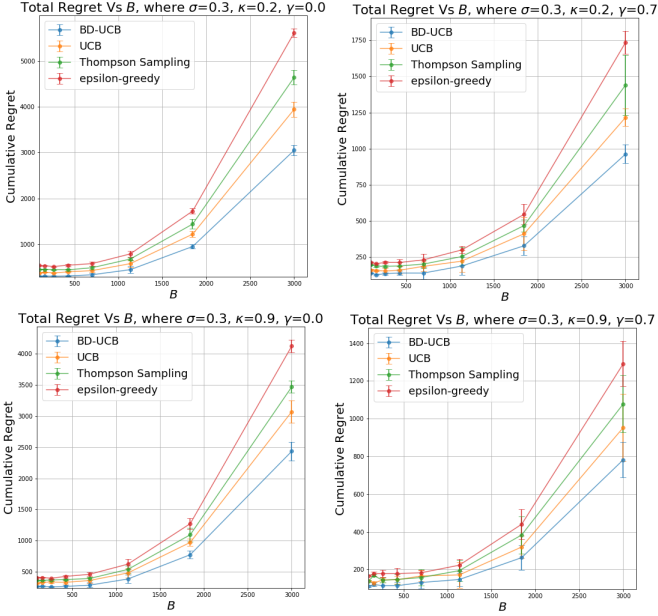 Total Regret Vs B, where σ=0.3, κ=0.2, γ=0.0
BD-UCB
UCB
Thompson Sampling
epsilon-greedy
5000
4000
3000
2000
1000
Cumulative Regret
500 1000 1500 2000 2500 3000
B
Total Regret Vs B, where σ=0.3, κ=0.2, γ=0.7
BD-UCB
UCB
Thompson Sampling
epsilon-greedy
1750
1500
1250
1000
750
500
250
Cumulative Regret
500 1000 1500 2000 2500 3000
B
Total Regret Vs B, where σ=0.3, κ=0.9, γ=0.0
BD-UCB
UCB
Thompson Sampling
epsilon-greedy
4000
3500
3000
2500
2000
1500
1000
500
Cumulative Regret
500 1000 1500 2000 2500 3000
B
Total Regret Vs B, where σ=0.3, κ=0.9, γ=0.7
BD-UCB
UCB
Thompson Sampling
epsilon-greedy
1400
1200
1000
800
600
400
200
Cumulative Regret
500 1000 1500 2000 2500 3000
B